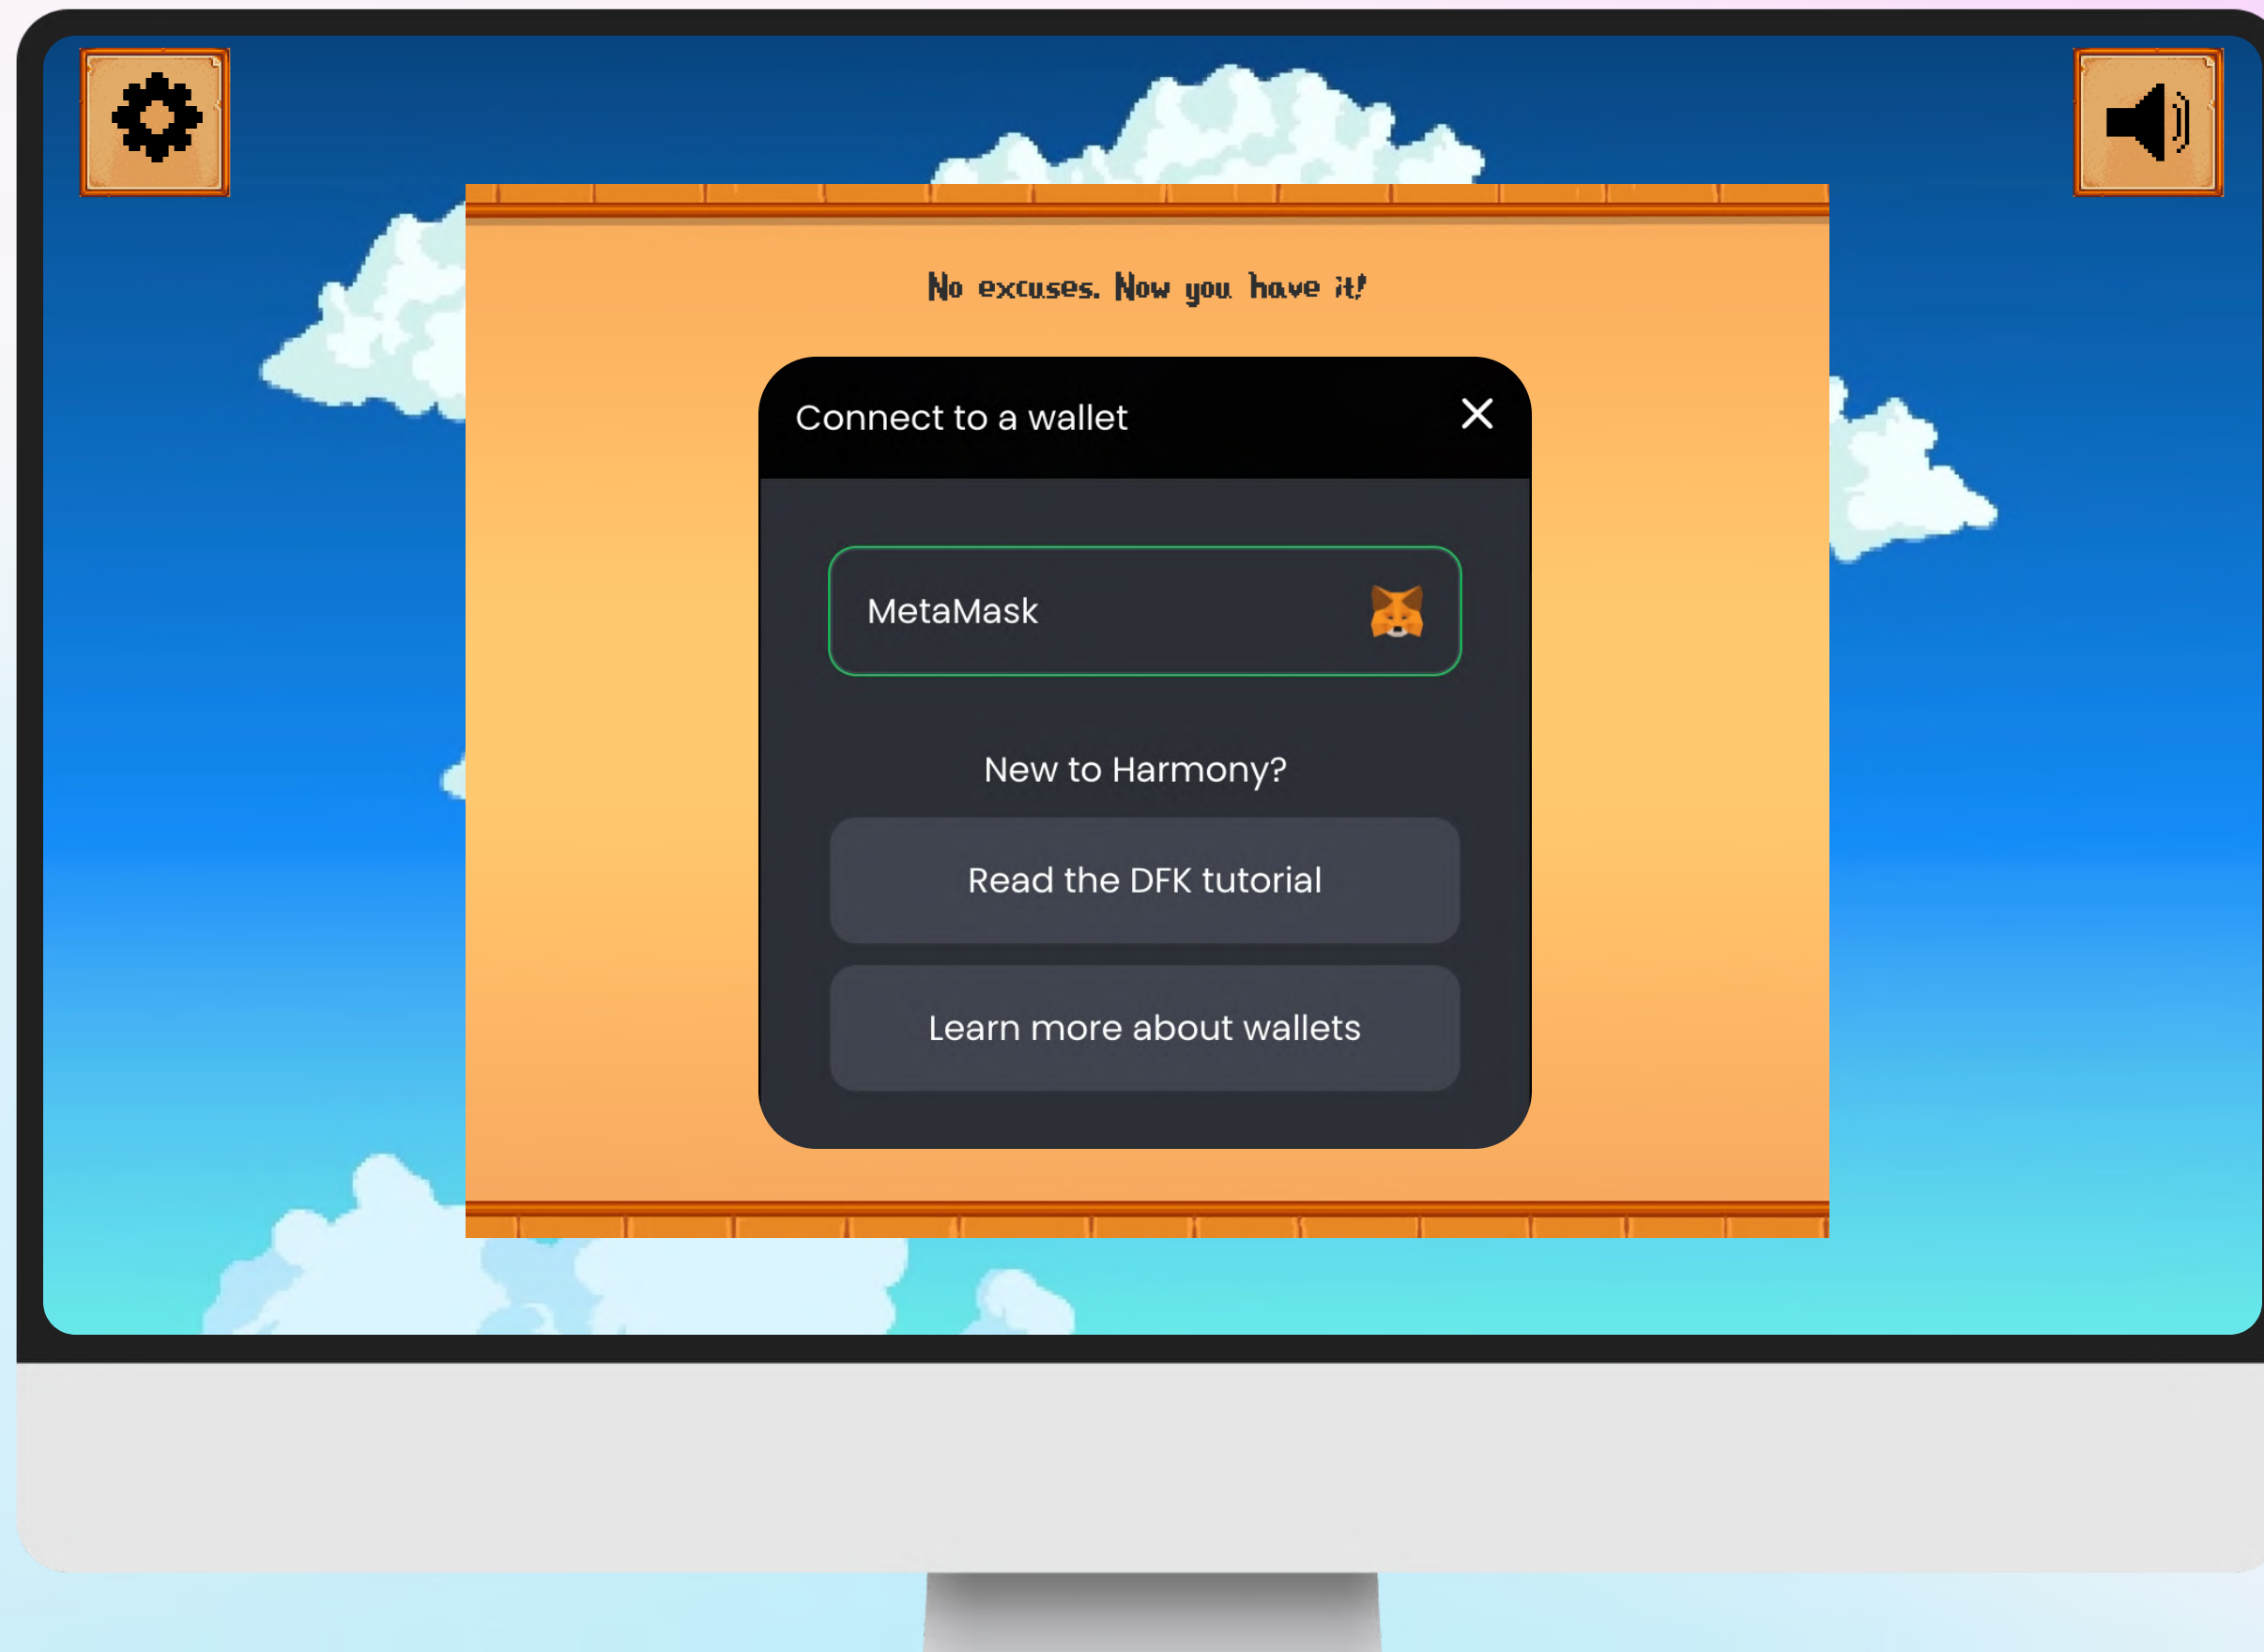 No excuses. Now you have it!
Connect to a wallet
MetaMask
New to Harmony?
Read the DFK tutorial
Learn more about wallets